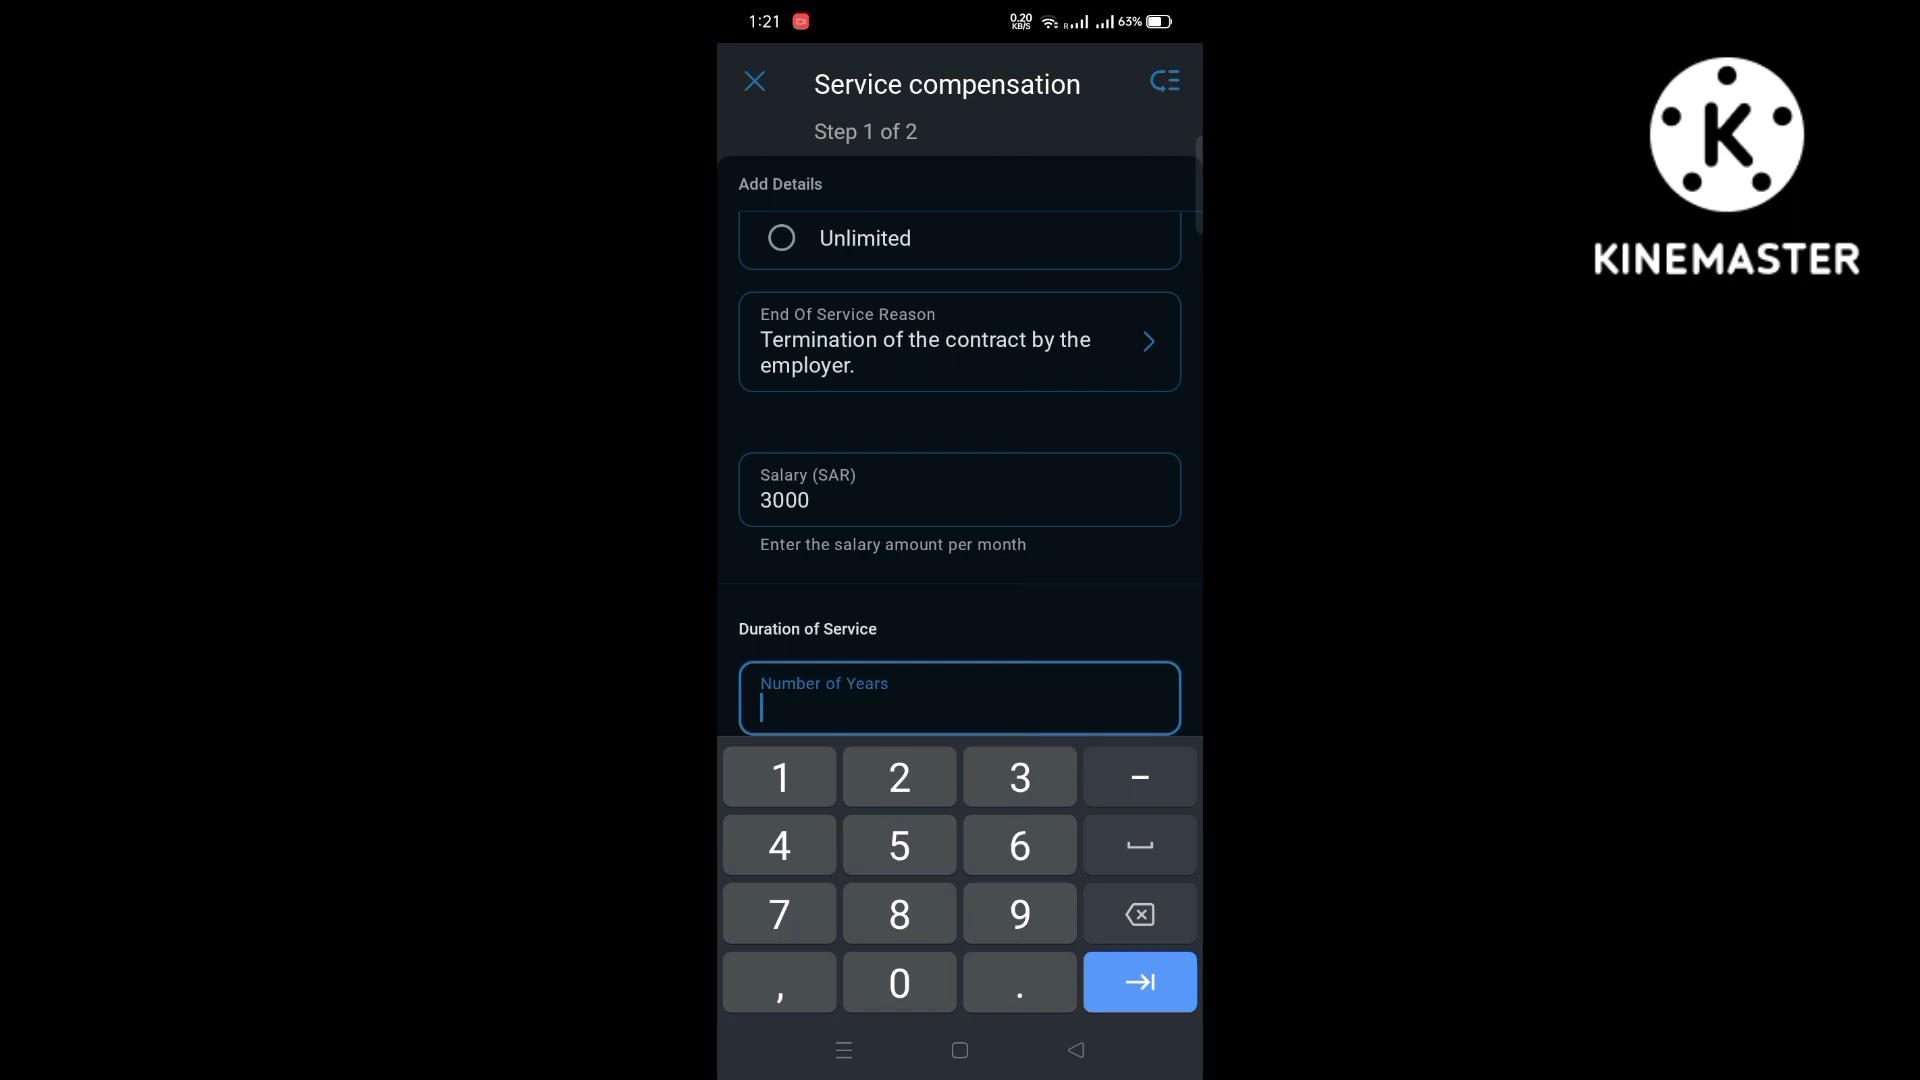 1:21
0.20
KB/S
R
63%
Service compensation
Step 1 of 2
Add Details
Unlimited
End Of Service Reason
Termination of the contract by the
employer.
Salary (SAR)
3000
Enter the salary amount per month
Duration of Service
Number of Years
1 2 3 –
4 5 6
7 8 9
, 0 .
K
KINEMASTER